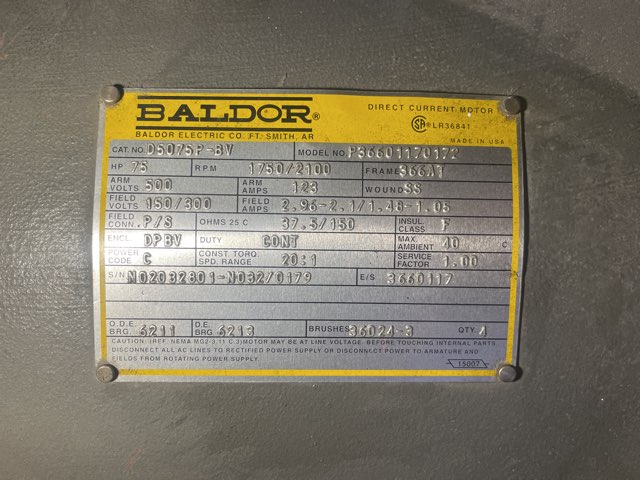 BALDOR®
DIRECT CURRENT MOTOR
SA® LR36841
BALDOR ELECTRIC CO. FT. SMITH, AR
MADE IN USA
CAT. NO. D5075P-BV MODEL NO P36601170172
HP 75 RPM 1750/2100 FRAME 366AT
ARM VOLTS 500 ARM AMPS 123 WOUND SS
FIELD VOLTS 150/300 FIELD AMPS 2.96-2.1/1.48-1.05
FIELD CONN. P/S OHMS 25 C 37.5/150 INSUL CLASS F
ENCL. DPBV DUTY CONT MAX. AMBIENT 40 C
POWER CODE C CONST. TORQ. SPD. RANGE 20:1 SERVICE FACTOR 1.00
S/N N02032801-N032/0179 E/S 3660117
O.D.E. BRG. 6211 D.E. BRG. 6213 BRUSHES 36024-3 QTY. 4
CAUTION: (REF. NEMA MG2-3.11 C.3) MOTOR MAY BE AT LINE VOLTAGE. BEFORE TOUCHING INTERNAL PARTS
DISCONNECT ALL AC LINES TO RECTIFIED POWER SUPPLY OR DISCONNECT POWER TO ARMATURE AND
FIELDS FROM ROTATING POWER SUPPLY.
15007